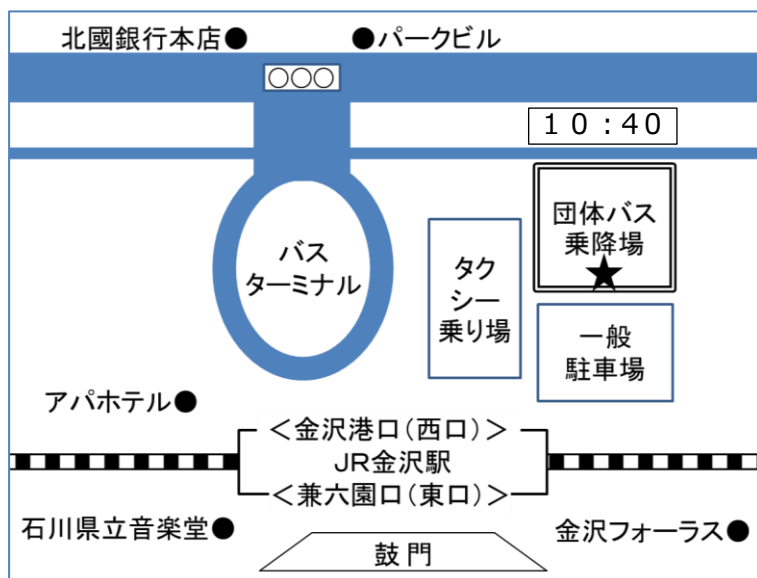 北國銀行本店●
●パークビル
○○○
10:40
団体バス
乗降場
★
バス
ターミナル
タク
シー
乗り場
一般
駐車場
アパホテル●
＜金沢港口（西口）＞
ＪＲ金沢駅
＜兼六園口（東口）＞
石川県立音楽堂●
金沢フォーラス●
鼓門